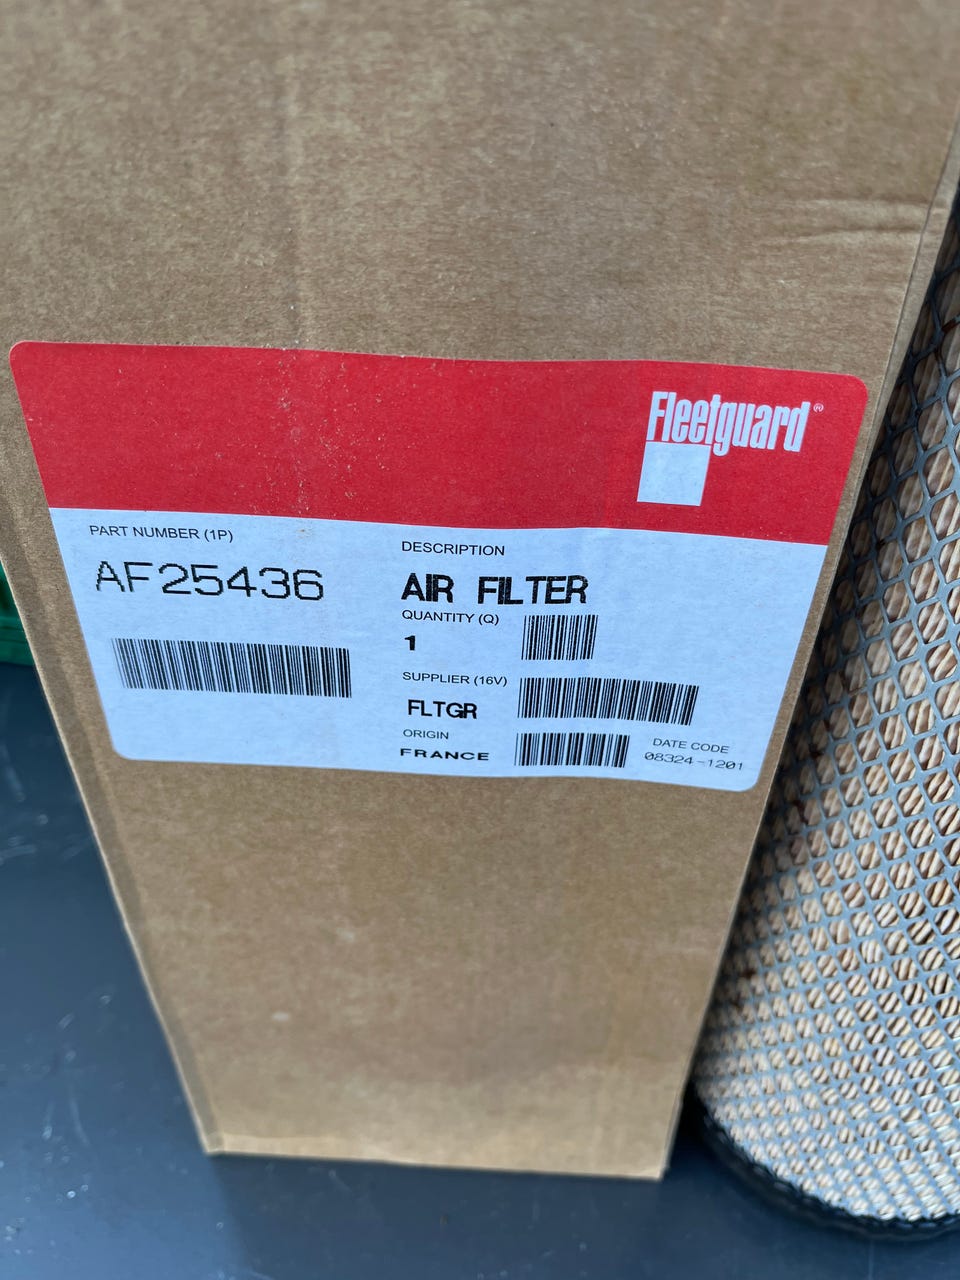 Fleetguard®
PART NUMBER (1P)
AF25436
DESCRIPTION
AIR FILTER
QUANTITY (Q)
1
SUPPLIER (16V)
FLTGR
ORIGIN
FRANCE
DATE CODE
08324-1201